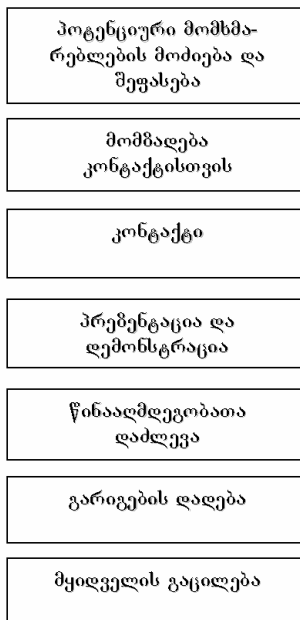 პოტენციური მომხმა-
რებლების მოძიება და
შეფასება
მომზადება
კონტაქტისთვის
კონტაქტი
პრეზენტაცია და
დემონსტრაცია
წინააღმდეგობათა
დაძლევა
გარიგების დადება
მყიდველის გაცილება